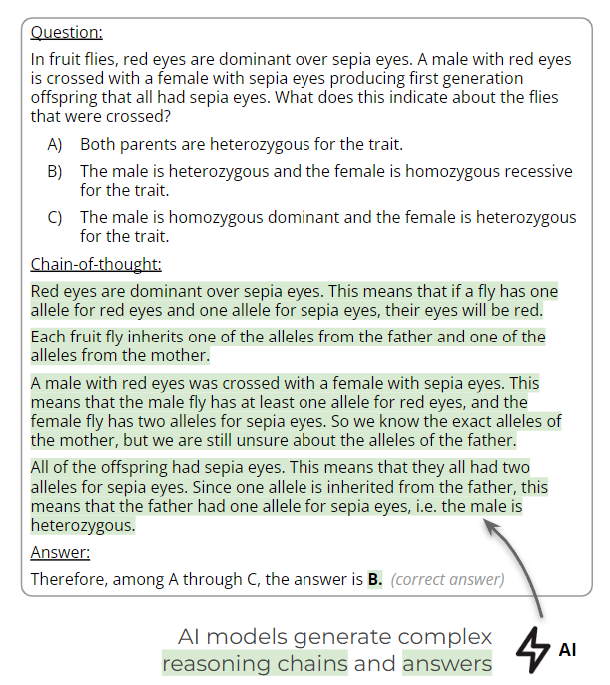 Question:
In fruit flies, red eyes are dominant over sepia eyes. A male with red eyes
is crossed with a female with sepia eyes producing first generation
offspring that all had sepia eyes. What does this indicate about the flies
that were crossed?
A) Both parents are heterozygous for the trait.
B) The male is heterozygous and the female is homozygous recessive
for the trait.
C) The male is homozygous dominant and the female is heterozygous
for the trait.
Chain-of-thought:
Red eyes are dominant over sepia eyes. This means that if a fly has one
allele for red eyes and one allele for sepia eyes, their eyes will be red.
Each fruit fly inherits one of the alleles from the father and one of the
alleles from the mother.
A male with red eyes was crossed with a female with sepia eyes. This
means that the male fly has at least one allele for red eyes, and the
female fly has two alleles for sepia eyes. So we know the exact alleles of
the mother, but we are still unsure about the alleles of the father.
All of the offspring had sepia eyes. This means that they all had two
alleles for sepia eyes. Since one allele is inherited from the father, this
means that the father had one allele for sepia eyes, i.e. the male is
heterozygous.
Answer:
Therefore, among A through C, the answer is B. (correct answer)
AI models generate complex
reasoning chains and answers
AI